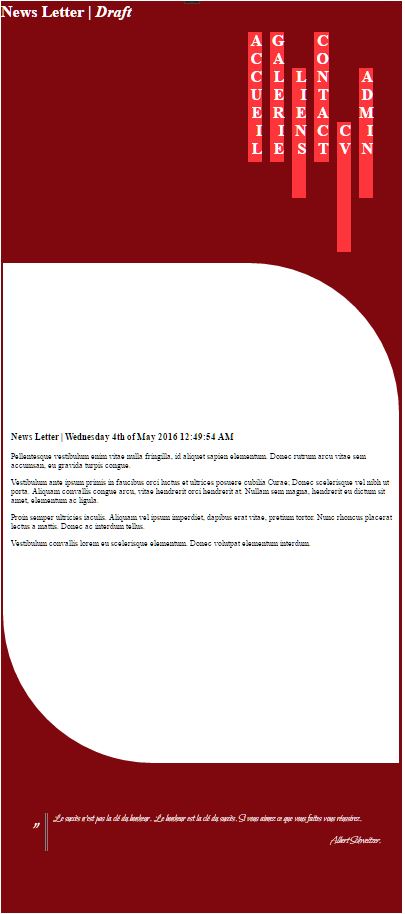 News Letter | Draft
ACCUEIL
GALERIE
LIENS
CONTACT
CV
ADMIN
News Letter | Wednesday 4th of May 2016 12:49:54 AM
Pellentesque vestibulum enim vitae nulla fringilla, id aliquet sapien elementum. Donec rutrum arcu vitae sem
accumsan, eu gravida turpis congue.
Vestibulum ante ipsum primis in faucibus orci luctus et ultrices posuere cubilia Curae; Donec scelerisque vel nibh ut
porta. Aliquam convallis congue arcu, vitae hendrerit orci hendrerit at. Nullam sem magna, hendrerit eu dictum sit
amet, elementum ac ligula.
Proin semper ultricies iaculis. Aliquam vel ipsum imperdiet, dapibus erat vitae, pretium tortor. Nunc rhoncus placerat
lectus a mattis. Donec ac interdum tellus.
Vestibulum convallis lorem eu scelerisque elementum. Donec volutpat elementum interdum.
" Le succès n'est pas la clé du bonheur. Le bonheur est la clé du succès. Si vous aimez ce que vous faites vous réussirez.
Albert Schweitzer.